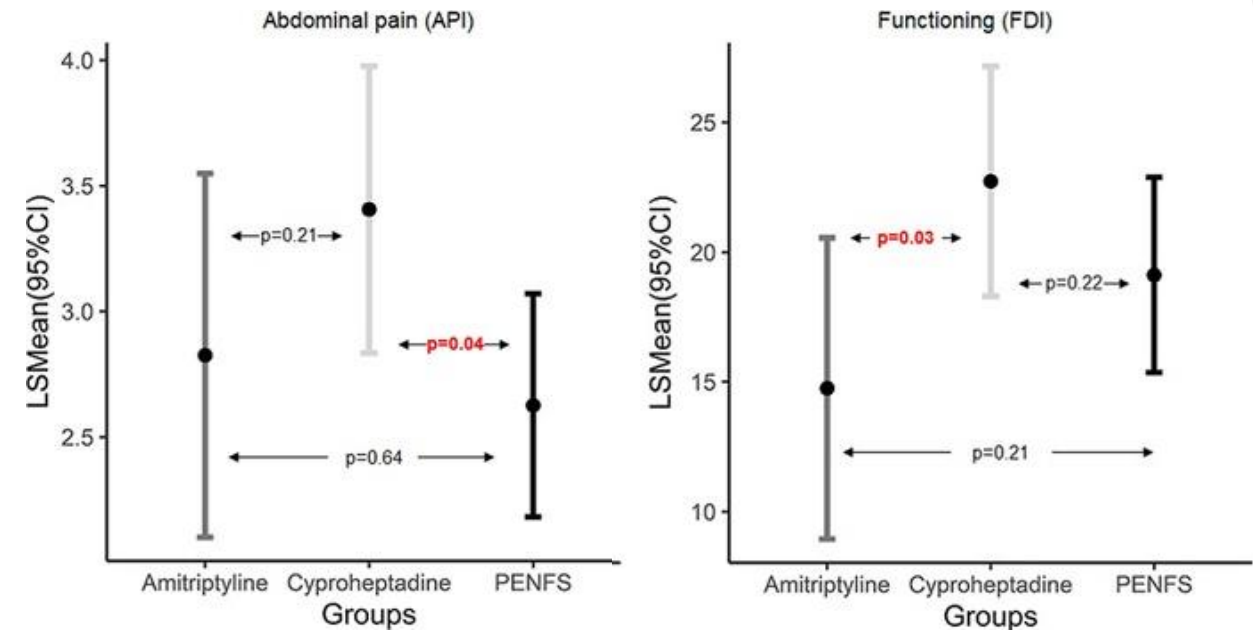 Abdominal pain (API)
LSMean(95%CI)
4.0
3.5
3.0
2.5
p=0.21
p=0.04
p=0.64
Amitriptyline Cyproheptadine PENFS
Groups
Functioning (FDI)
LSMean(95%CI)
25
20
15
10
p=0.03
p=0.22
p=0.21
Amitriptyline Cyproheptadine PENFS
Groups